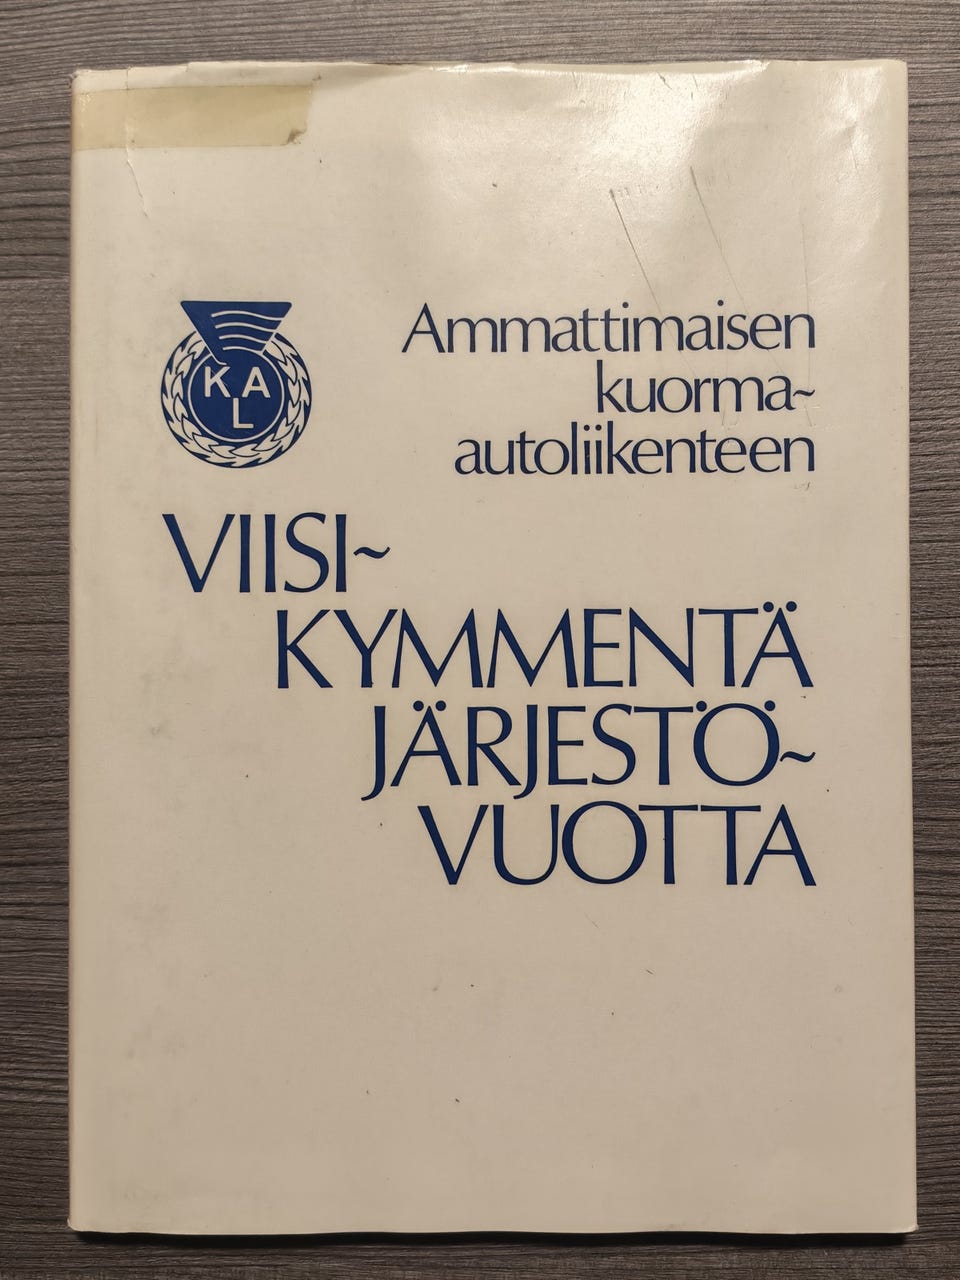 KAL
Ammattimaisen
kuorma~
autoliikenteen
VIISI~
KYMMENTÄ
JÄRJESTÖ~
VUOTTA